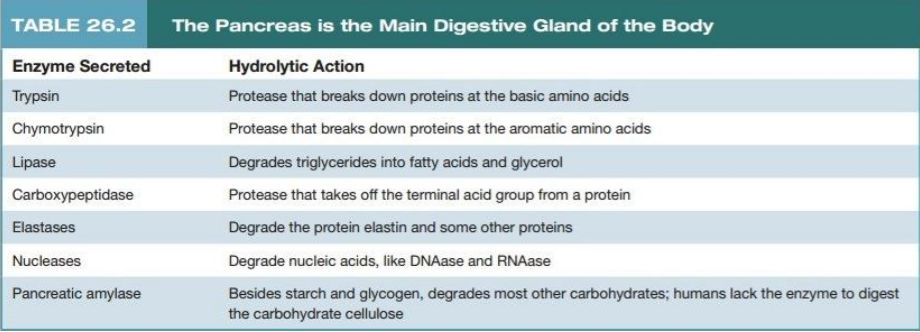 TABLE 26.2 The Pancreas is the Main Digestive Gland of the Body
Enzyme Secreted Hydrolytic Action
Trypsin Protease that breaks down proteins at the basic amino acids
Chymotrypsin Protease that breaks down proteins at the aromatic amino acids
Lipase Degrades triglycerides into fatty acids and glycerol
Carboxypeptidase Protease that takes off the terminal acid group from a protein
Elastases Degrade the protein elastin and some other proteins
Nucleases Degrade nucleic acids, like DNAase and RNAase
Pancreatic amylase Besides starch and glycogen, degrades most other carbohydrates; humans lack the enzyme to digest
the carbohydrate cellulose